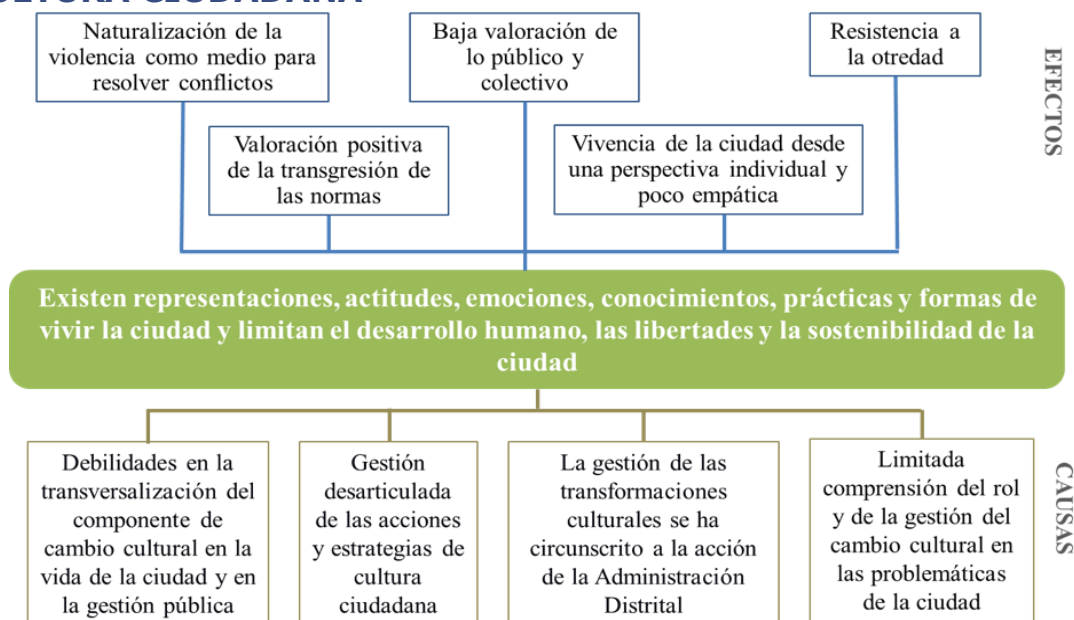 Naturalización de la
violencia como medio para
resolver conflictos
Baja valoración de
lo público y
colectivo
Resistencia a
la otredad
EFECTOS
Valoración positiva
de la transgresión de
las normas
Vivencia de la ciudad desde
una perspectiva individual y
poco empática
Existen representaciones, actitudes, emociones, conocimientos, prácticas y formas de
vivir la ciudad y limitan el desarrollo humano, las libertades y la sostenibilidad de la
ciudad
Debilidades en la
transversalización del
componente de
cambio cultural en la
vida de la ciudad y en
la gestión pública
Gestión
desarticulada
de las acciones
y estrategias de
cultura
ciudadana
La gestión de las
transformaciones
culturales se ha
circunscrito a la acción
de la Administración
Distrital
Limitada
comprensión del rol
y de la gestión del
cambio cultural en
las problemáticas
de la ciudad
CAUSAS